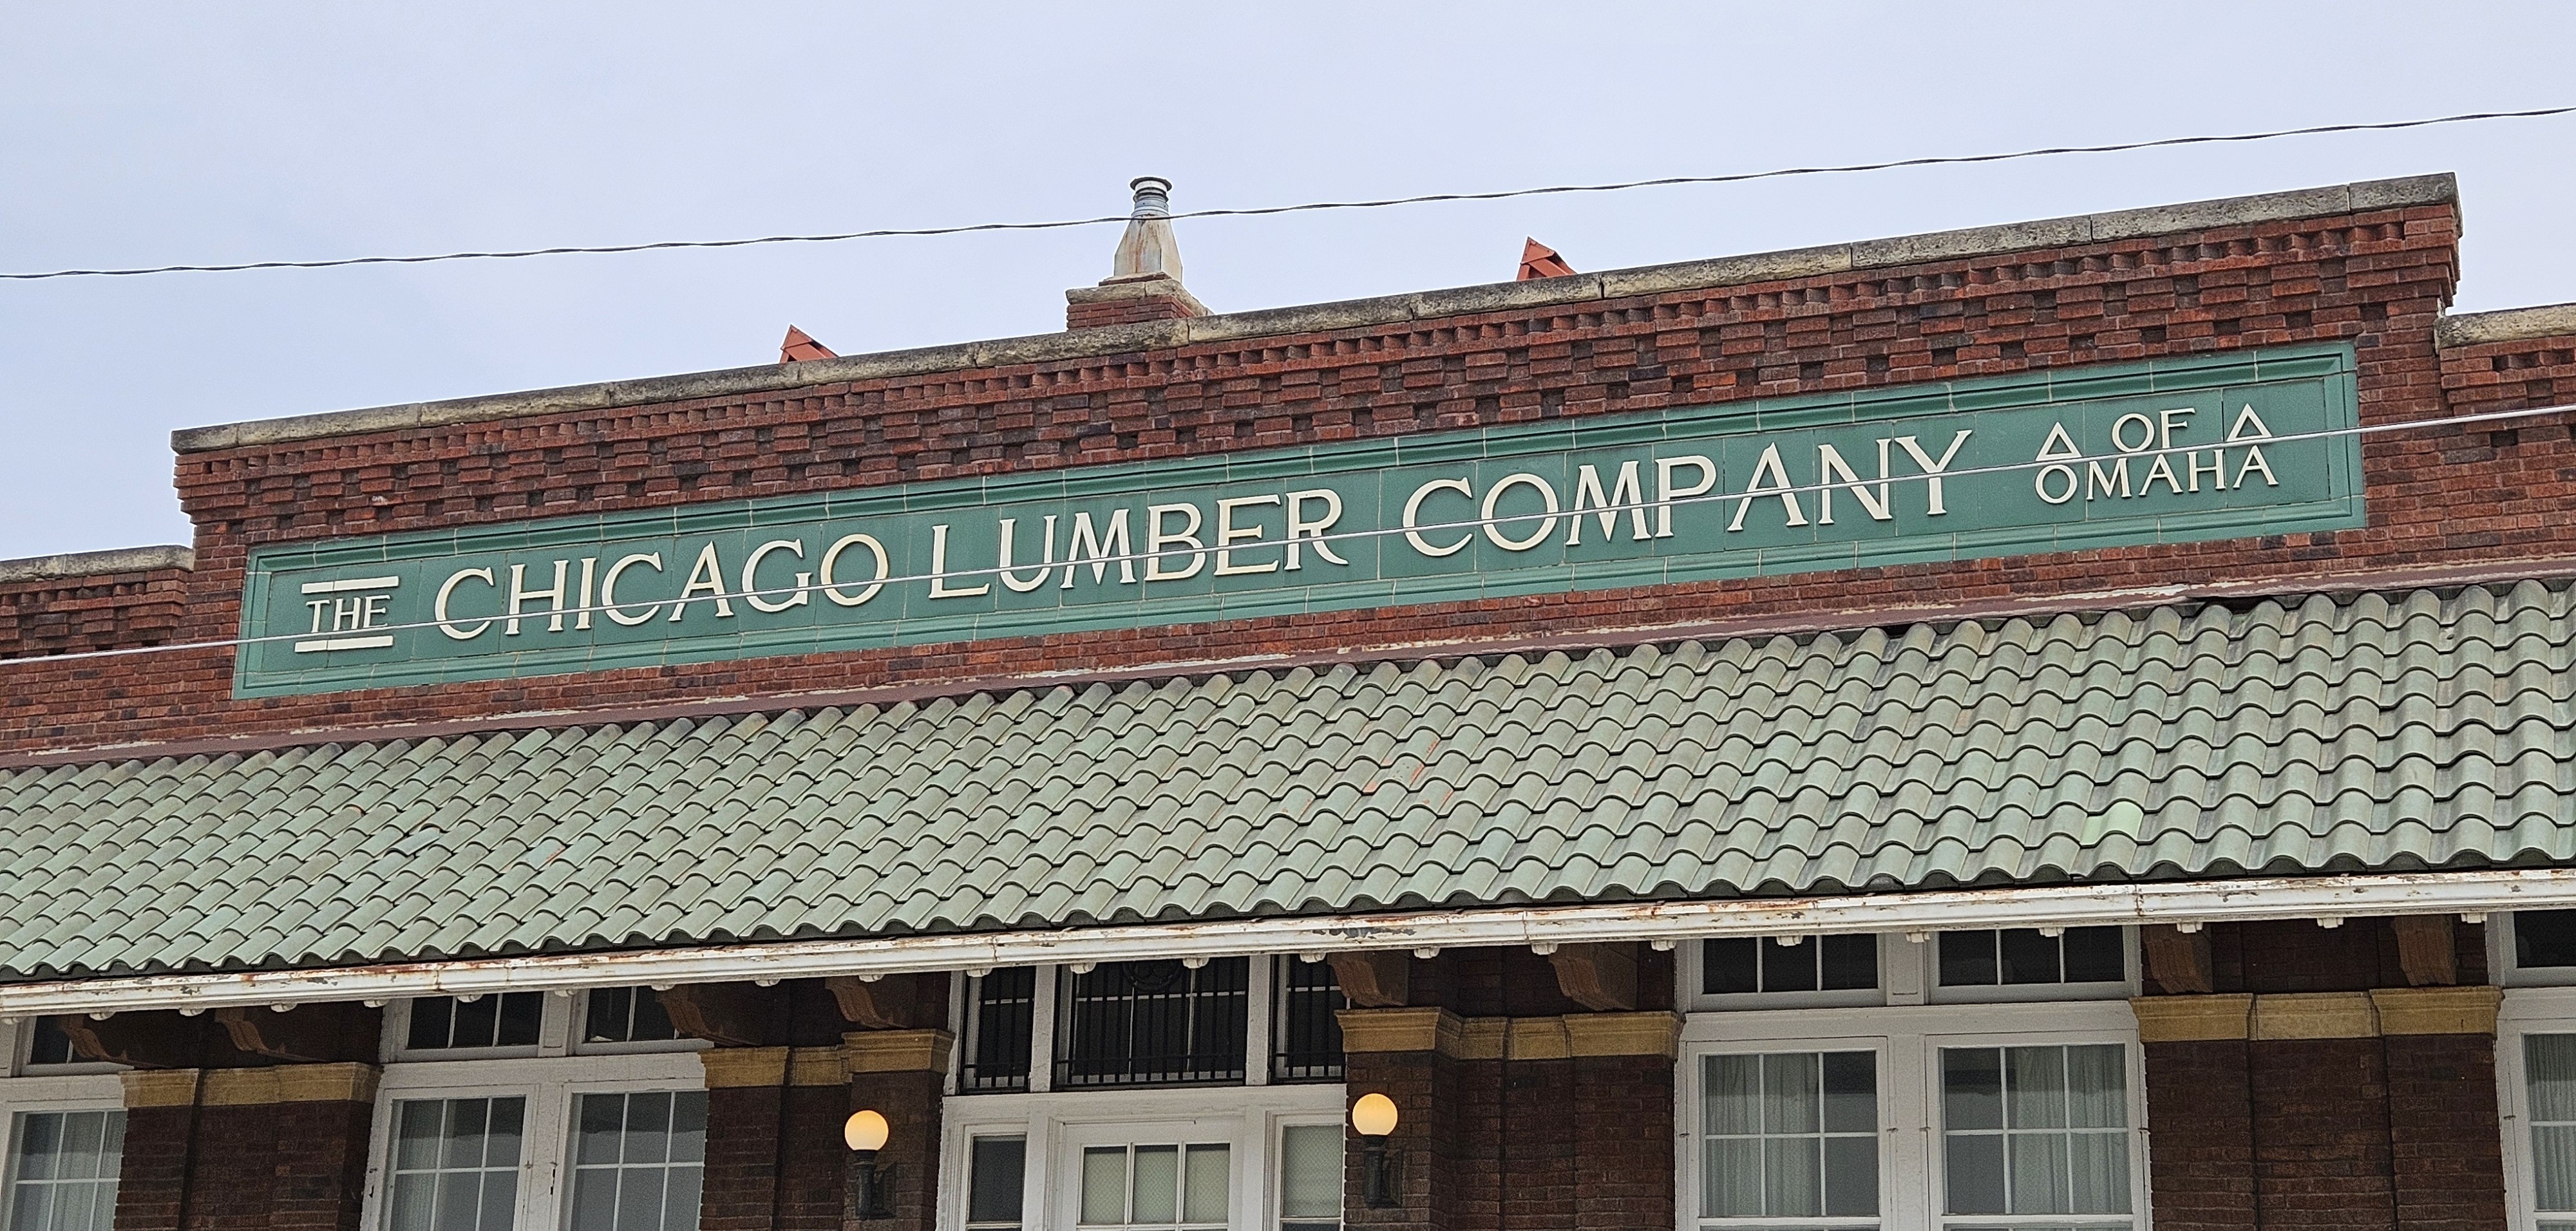 THE CHICAGO LUMBER COMPANY OF
OMAHA